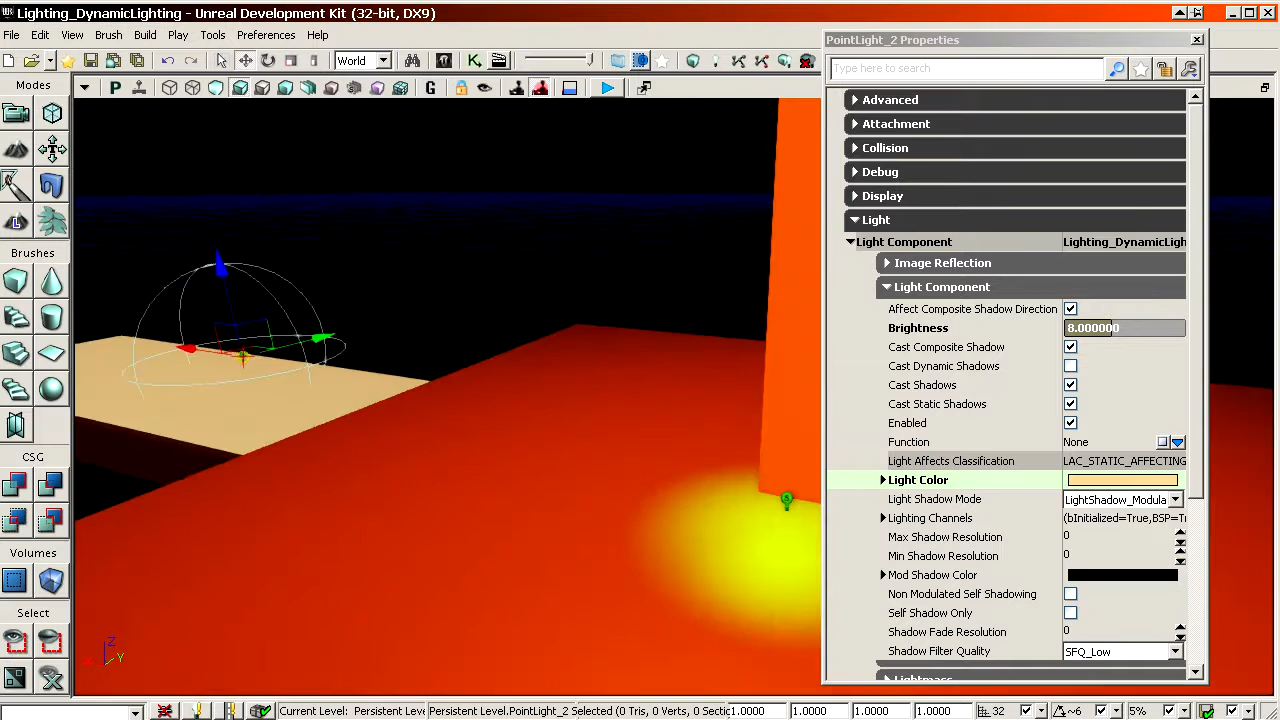 Lighting_DynamicLighting - Unreal Development Kit (32-bit, DX9)
File Edit View Brush Build Play Tools Preferences Help
World
P G
Modes
Brushes
CSG
Volumes
Select
Z
Y
PointLight_2 Properties
Type here to search
Advanced
Attachment
Collision
Debug
Display
Light
Light Component Lighting_DynamicLigh
Image Reflection
Light Component
Affect Composite Shadow Direction
Brightness 8.000000
Cast Composite Shadow
Cast Dynamic Shadows
Cast Shadows
Cast Static Shadows
Enabled
Function None
Light Affects Classification LAC_STATIC_AFFECTING
Light Color
Light Shadow Mode LightShadow_Modula
Lighting Channels (bInitialized=True,BSP=Tr
Max Shadow Resolution 0
Min Shadow Resolution 0
Mod Shadow Color
Non Modulated Self Shadowing
Self Shadow Only
Shadow Fade Resolution 0
Shadow Filter Quality SFQ_Low
Lightmass
Current Level: Persistent Level Persistent Level.PointLight_2 Selected (0 Tris, 0 Verts, 0 Sectio 1.0000 1.0000 1.0000 1.0000 32 ~6 5%